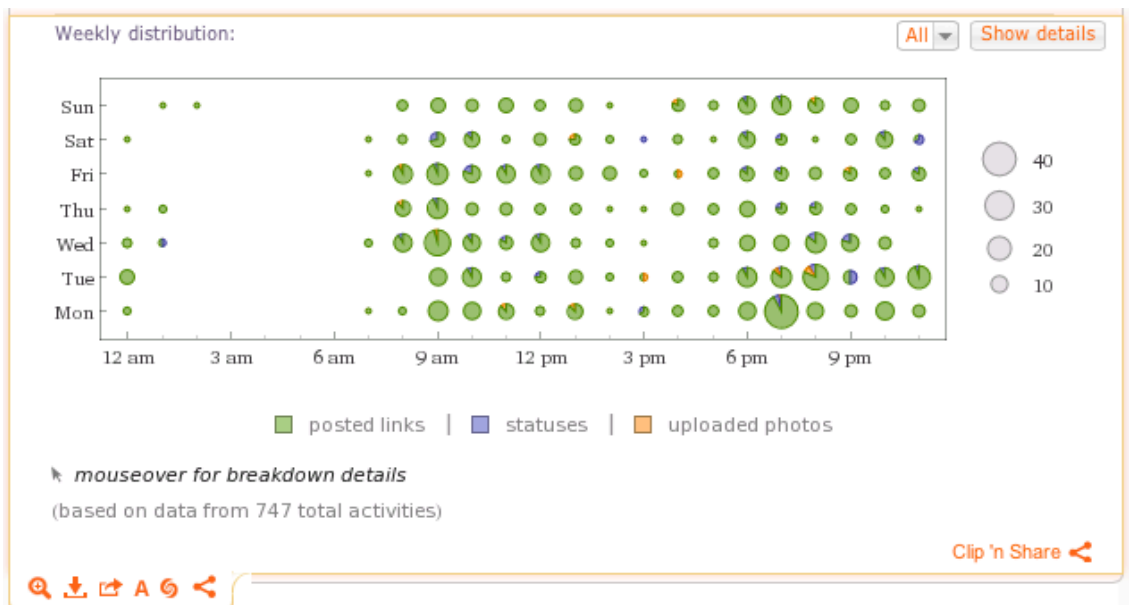 Weekly distribution:
All
Show details
Sun
Sat
Fri
Thu
Wed
Tue
Mon
12 am 3 am 6 am 9 am 12 pm 3 pm 6 pm 9 pm
40
30
20
10
posted links | statuses | uploaded photos
mouseover for breakdown details
(based on data from 747 total activities)
Clip 'n Share
A